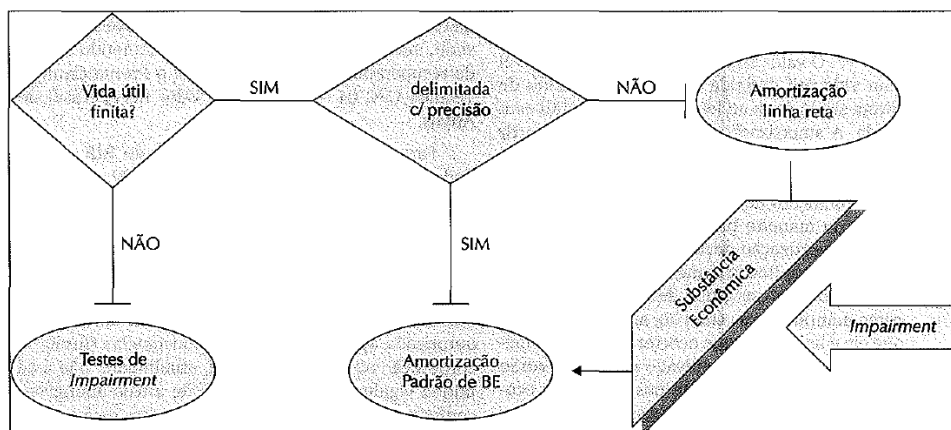 Vida útil
finita?
SIM
delimitada
c/ precisão
NÃO
Amortização
linha reta
NÃO
SIM
Substância
Econômica
Impairment
Testes de
Impairment
Amortização
Padrão de BE